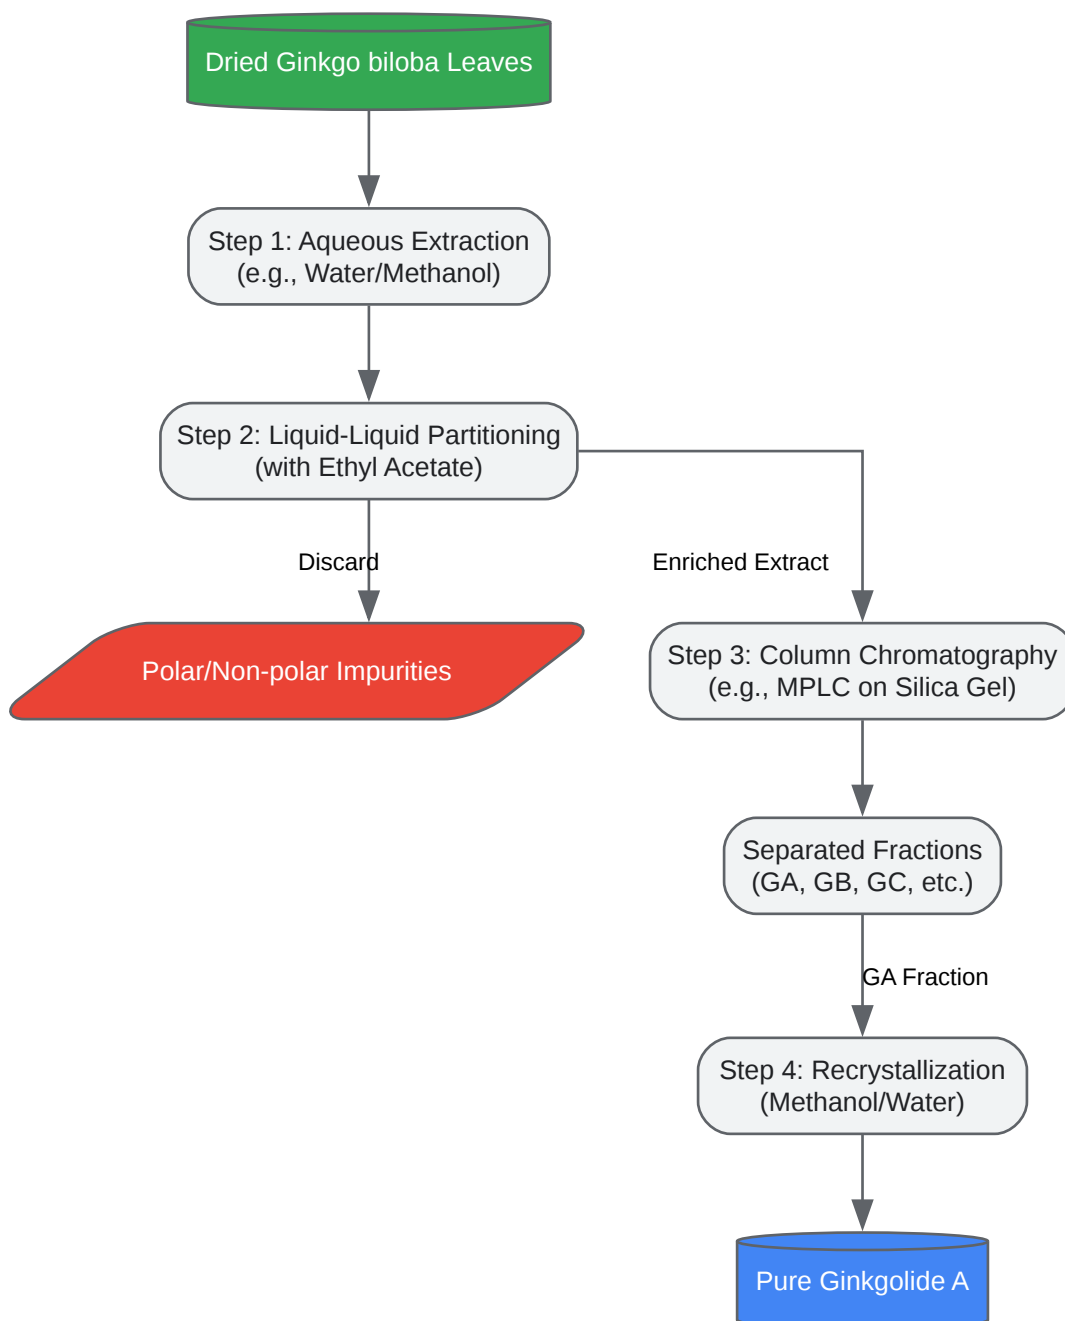 Dried Ginkgo biloba Leaves
Step 1: Aqueous Extraction
(e.g., Water/Methanol)
Step 2: Liquid-Liquid Partitioning
(with Ethyl Acetate)
Discard
Enriched Extract
Polar/Non-polar Impurities
Step 3: Column Chromatography
(e.g., MPLC on Silica Gel)
Separated Fractions
(GA, GB, GC, etc.)
GA Fraction
Step 4: Recrystallization
(Methanol/Water)
Pure Ginkgolide A